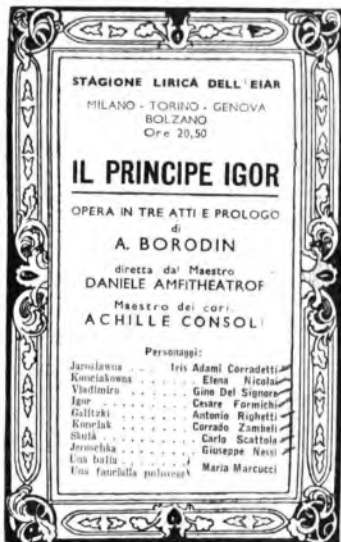 STAGIONE LIRICA DELL'EIAR
MILANO - TORINO - GENOVA
BOLZANO
Ore 20,50
IL PRINCIPE IGOR
OPERA IN TRE ATTI E PROLOGO
di
A. BORODIN
diretta dal Maestro
DANIELE AMFITHEATROF
Maestro dei cori
ACHILLE CONSOLI
Personaggi:
Jaroslawna . . . Iris Adami Corradetti
Konciakowna . . . . Elena Nicolai
Vladimiro . . . . . Gino Del Signore
Igor . . . . . . . Cesare Formichi
Galitzki . . . . . Antonio Righetti
Konciak . . . . . Corrado Zambelli
Skulà . . . . . . . Carlo Scattola
Jeroschka . . . . . Giuseppe Nessi
Una balia . . . . .
Una fanciulla polovese Maria Marcucci